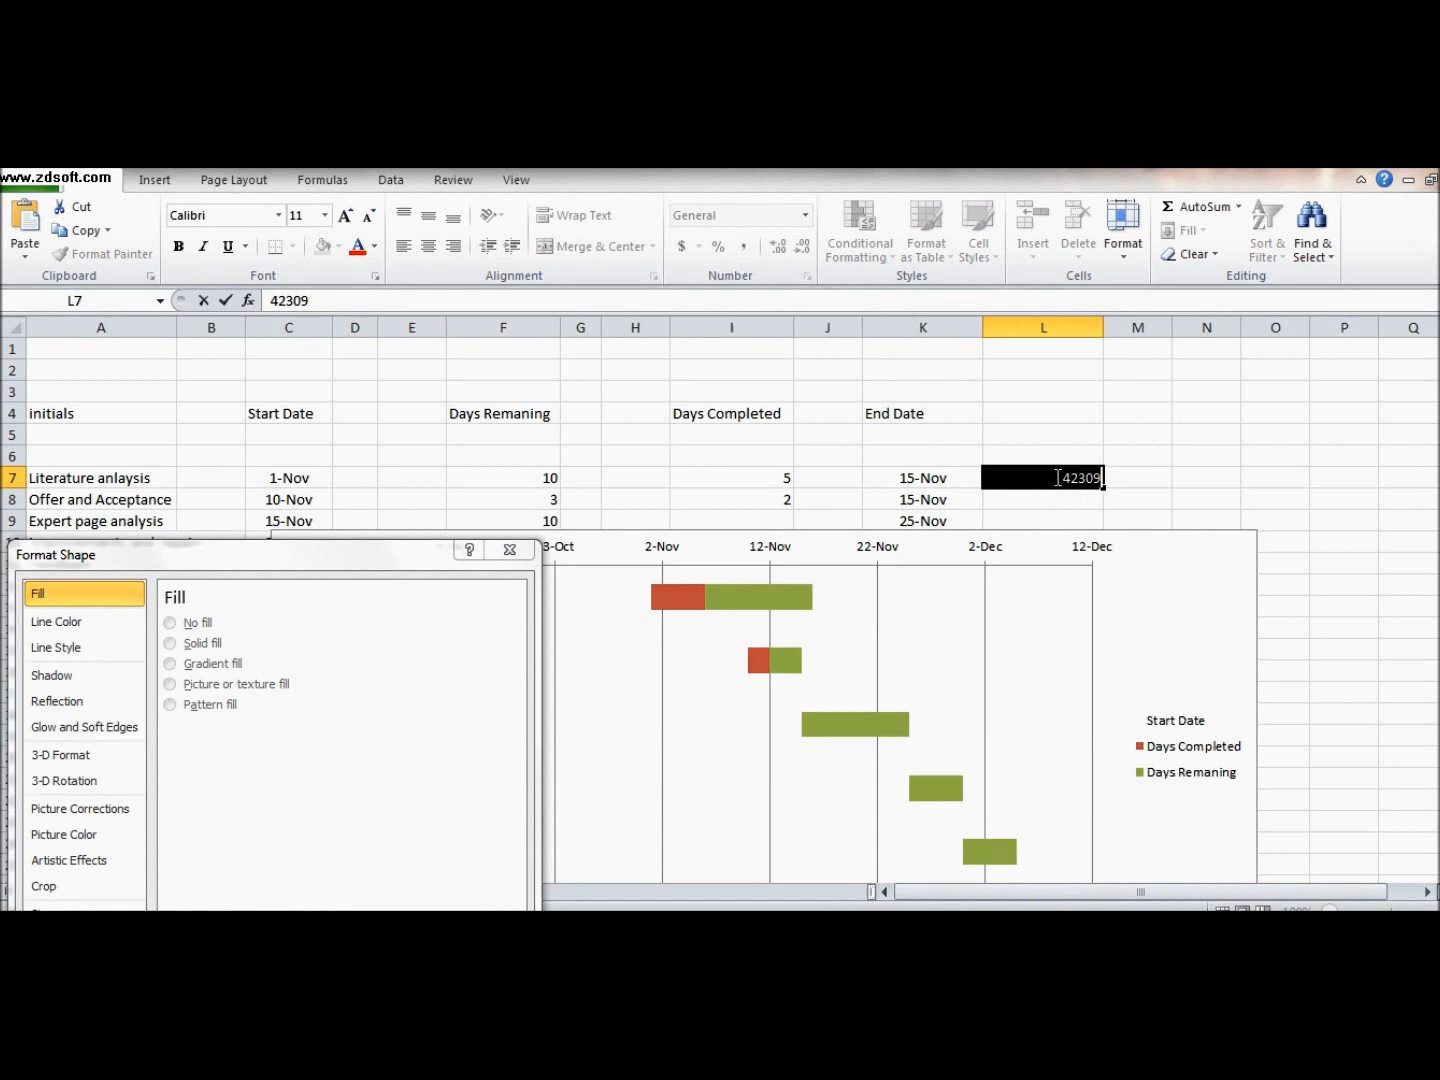 www.zdsoft.com Insert Page Layout Formulas Data Review View
Cut
Calibri 11 A A Wrap Text General AutoSum
Copy
B I U A Merge & Center $ % , Fill
Paste Format Painter Conditional Formatting Format as Table Cell Styles Insert Delete Format Clear Sort & Filter Find & Select
Clipboard Font Alignment Number Styles Cells Editing
L7 fx 42309
A B C D E F G H I J K L M N O P Q
1
2
3
4 initials Start Date Days Remaning Days Completed End Date
5
6
7 Literature anlaysis 1-Nov 10 5 15-Nov 42309
8 Offer and Acceptance 10-Nov 3 2 15-Nov
9 Expert page analysis 15-Nov 10 25-Nov
Format Shape ?
3-Oct 2-Nov 12-Nov 22-Nov 2-Dec 12-Dec
Fill
Line Color
Line Style
Shadow
Reflection
Glow and Soft Edges
3-D Format
3-D Rotation
Picture Corrections
Picture Color
Artistic Effects
Crop
Fill
No fill
Solid fill
Gradient fill
Picture or texture fill
Pattern fill
Start Date
Days Completed
Days Remaning